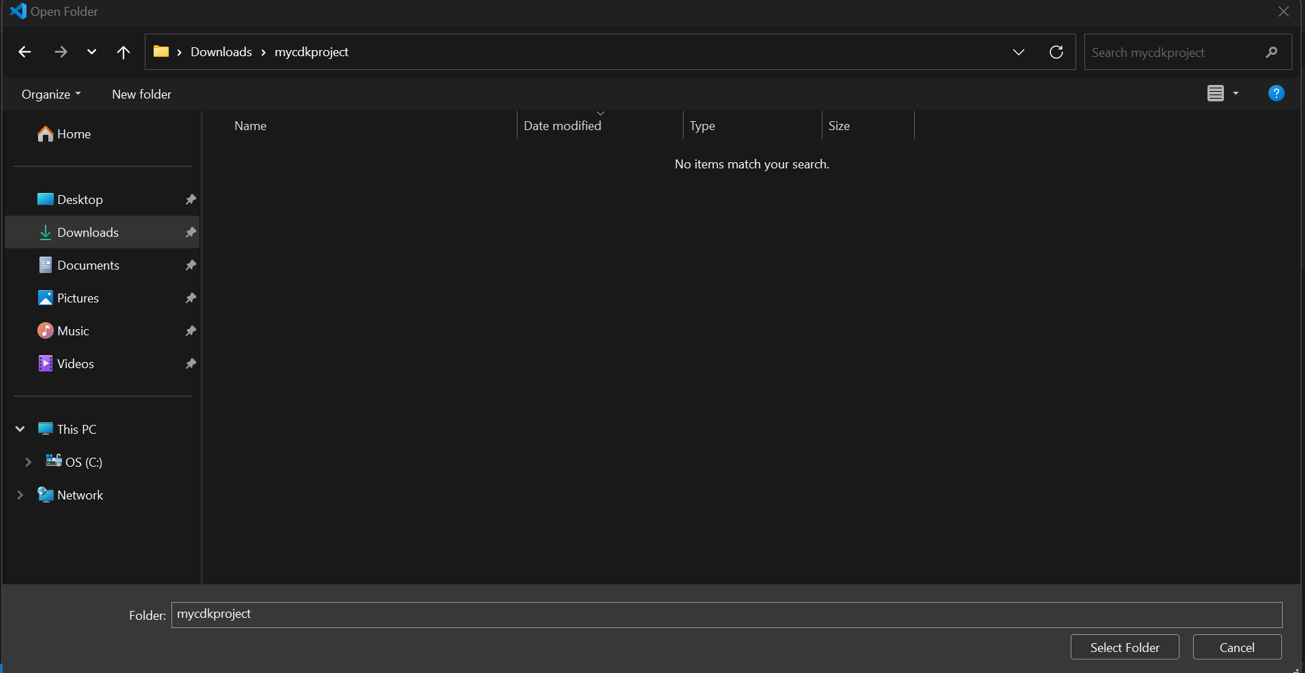 Open Folder
Downloads > mycdkproject
Search mycdkproject
Organize New folder
?
Home
Name Date modified Type Size
No items match your search.
Desktop
Downloads
Documents
Pictures
Music
Videos
This PC
OS (C:)
Network
Folder: mycdkproject
Select Folder Cancel